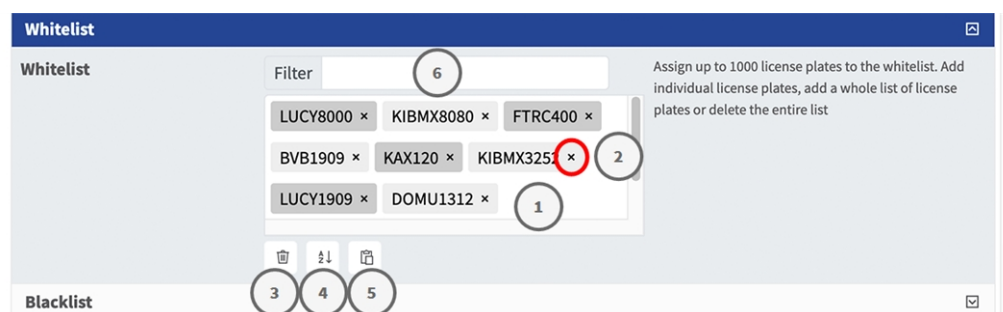 Whitelist
Whitelist
Filter
6
Assign up to 1000 license plates to the whitelist. Add
individual license plates, add a whole list of license
plates or delete the entire list
LUCY8000 × KIBMX8080 × FTRC400 ×
BVB1909 × KAX120 × KIBMX3252 × 2
LUCY1909 × DOMU1312 × 1
3 4 5
Blacklist